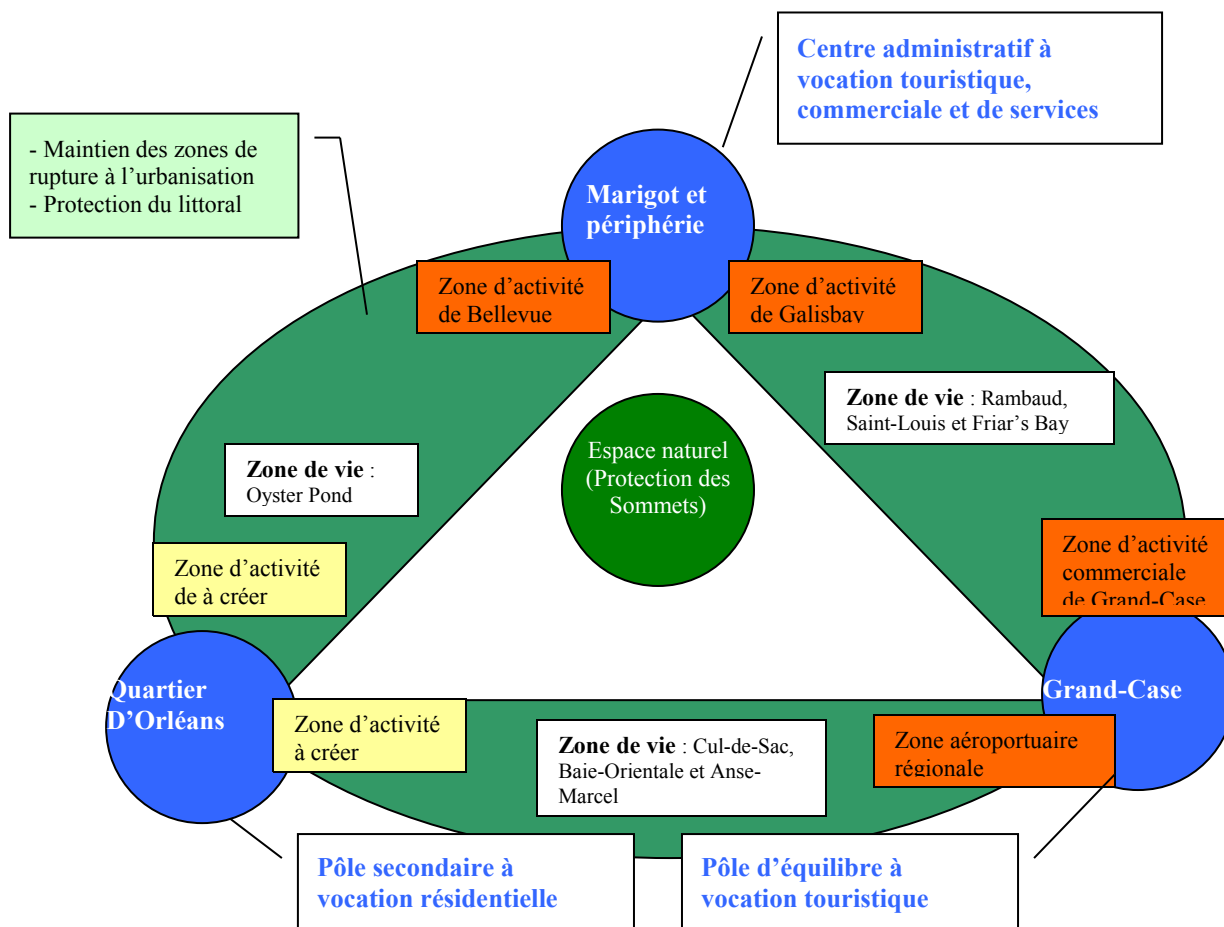 Centre administratif à
vocation touristique,
commerciale et de services
- Maintien des zones de
rupture à l'urbanisation
- Protection du littoral
Marigot et
périphérie
Zone d'activité
de Bellevue
Zone d'activité
de Galisbay
Zone de vie : Rambaud,
Saint-Louis et Friar's Bay
Espace naturel
(Protection des
Sommets)
Zone de vie :
Oyster Pond
Zone d'activité
de à créer
Zone d'activité
commerciale
de Grand-Case
Quartier
D'Orléans
Grand-Case
Zone d'activité
à créer
Zone de vie : Cul-de-Sac,
Baie-Orientale et Anse-
Marcel
Zone aéroportuaire
régionale
Pôle secondaire à
vocation résidentielle
Pôle d'équilibre à
vocation touristique